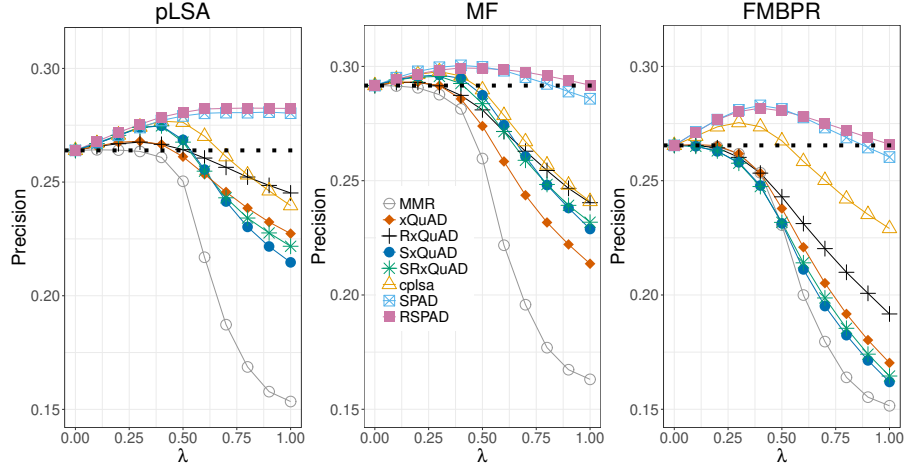 pLSA
MF
FMBPR
Precision
0.30
0.25
0.20
0.15
0.00 0.25 0.50 0.75 1.00
λ
Precision
0.30
0.25
0.20
0.15
MMR
xQuAD
RxQuAD
SxQuAD
SRxQuAD
cplsa
SPAD
RSPAD
0.00 0.25 0.50 0.75 1.00
λ
Precision
0.30
0.25
0.20
0.15
0.00 0.25 0.50 0.75 1.00
λ